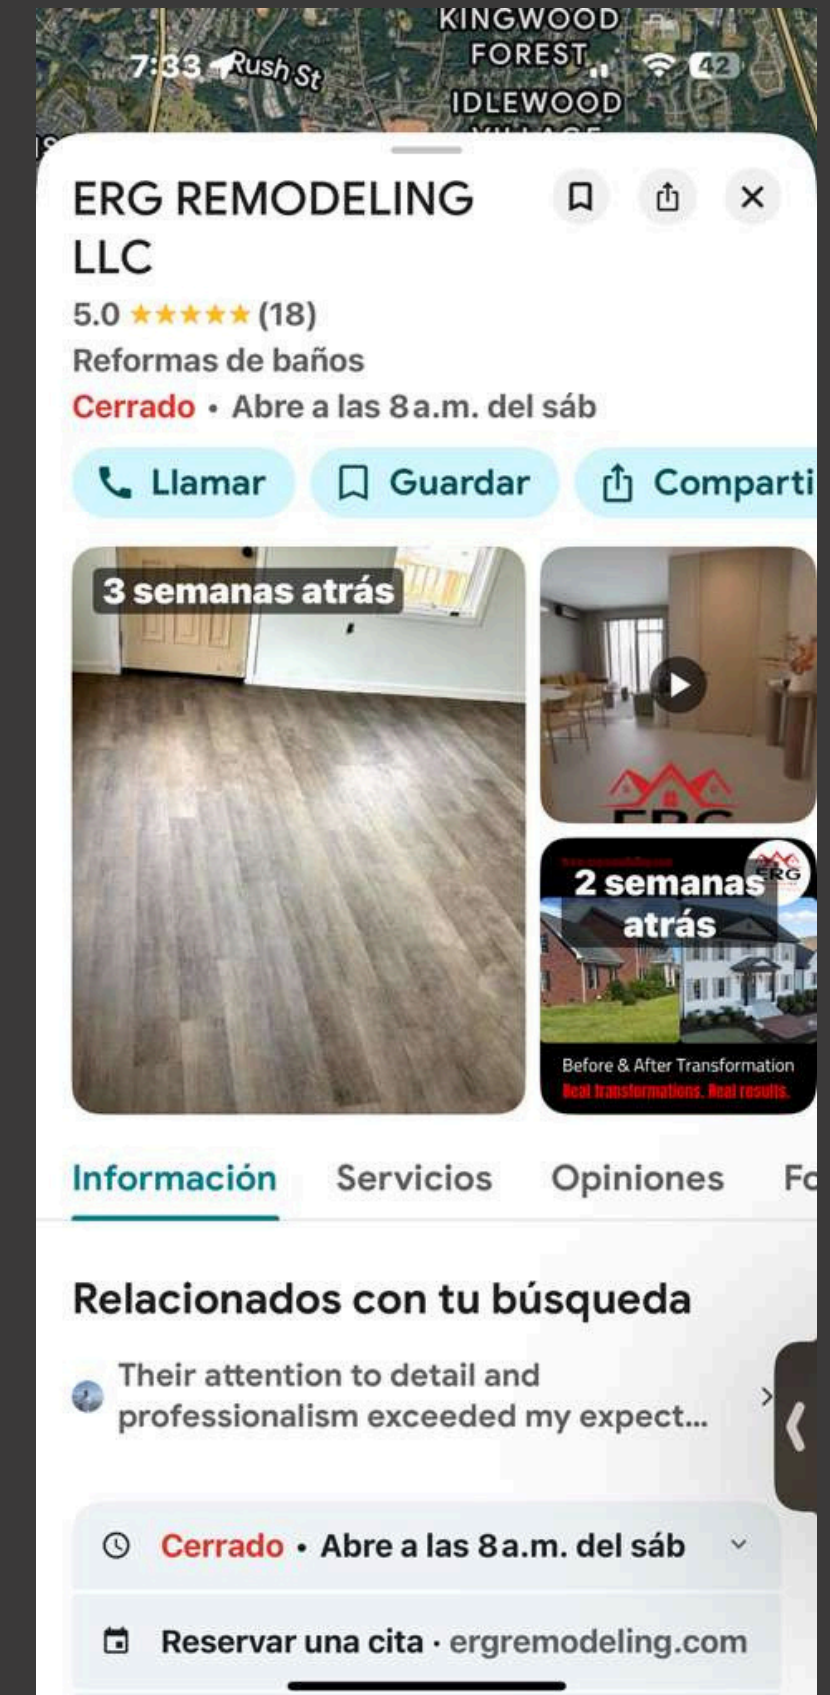 KINGWOOD
FOREST
7:33
Rush St
42
IDLEWOOD
ERG REMODELING
LLC
5.0 ★★★★★ (18)
Reformas de baños
Cerrado · Abre a las 8 a.m. del sáb
Llamar
Guardar
Comparti
3 semanas atrás
ERG
2 semanas
atrás
ERG
Before & After Transformation
Real transformations. Real results.
Información
Servicios
Opiniones
Fo
Relacionados con tu búsqueda
Their attention to detail and
professionalism exceeded my expect...
Cerrado · Abre a las 8 a.m. del sáb
Reservar una cita · ergremodeling.com